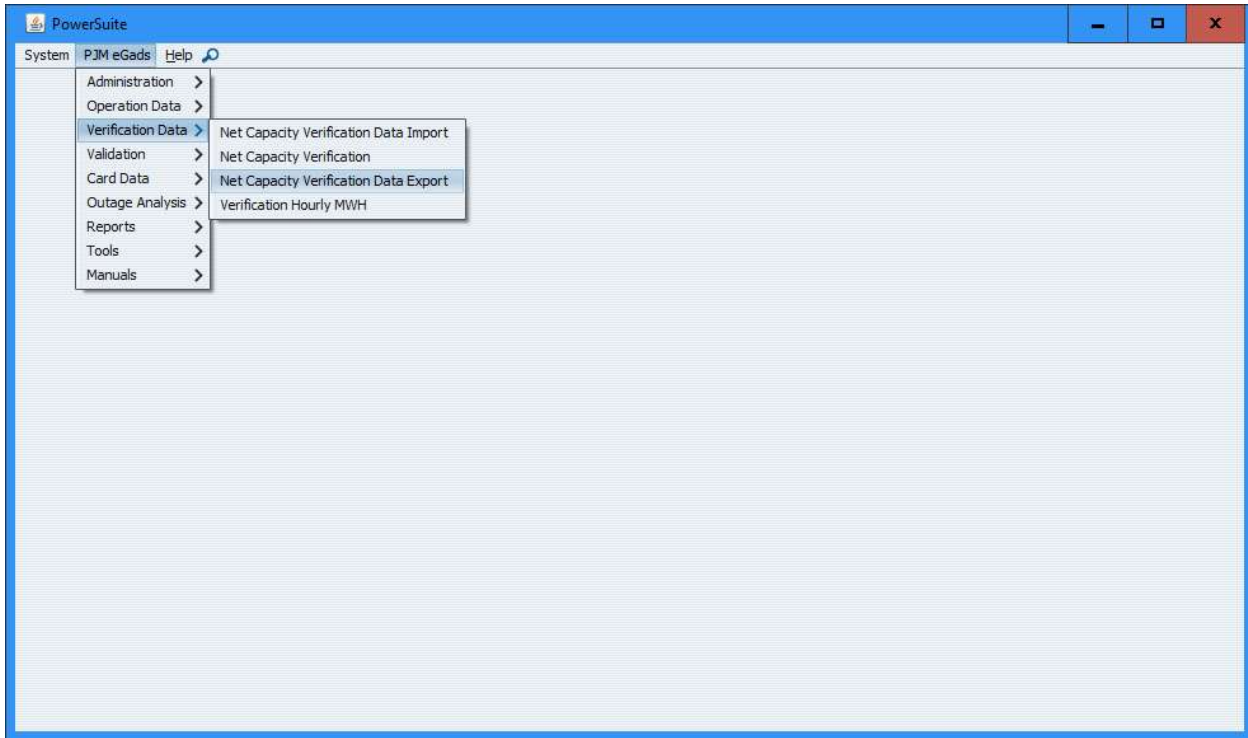 PowerSuite
System PJM eGads Help
Administration
Operation Data
Verification Data
Validation
Card Data
Outage Analysis
Reports
Tools
Manuals
Net Capacity Verification Data Import
Net Capacity Verification
Net Capacity Verification Data Export
Verification Hourly MWH